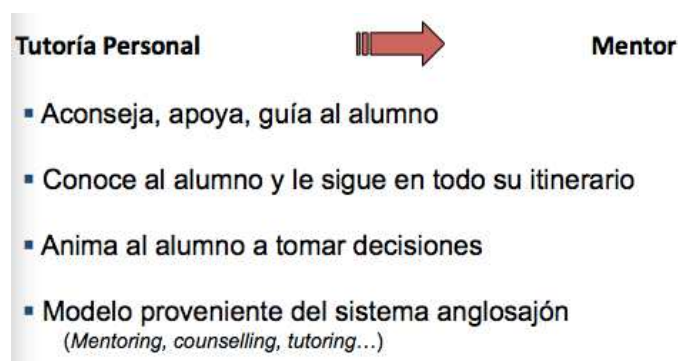 Tutoría Personal Mentor
▪ Aconseja, apoya, guía al alumno
▪ Conoce al alumno y le sigue en todo su itinerario
▪ Anima al alumno a tomar decisiones
▪ Modelo proveniente del sistema anglosajón
(Mentoring, counselling, tutoring…)